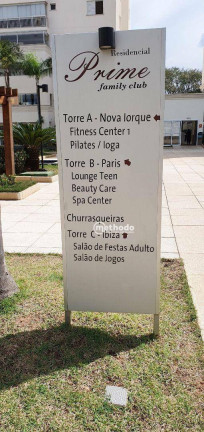 Residencial
Prime
family club
Torre A - Nova Iorque
Fitness Center 1
Pilates / Ioga
Torre B - Paris
Lounge Teen
Beauty Care
Spa Center
Churrasqueiras
methodo
Torre C - Ibiza
Salão de Festas Adulto
Salão de Jogos